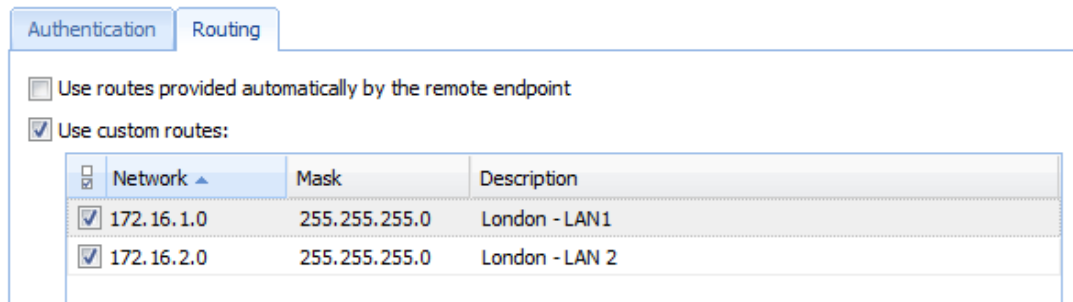 Authentication Routing
Use routes provided automatically by the remote endpoint
Use custom routes:
Network Mask Description
172.16.1.0 255.255.255.0 London - LAN1
172.16.2.0 255.255.255.0 London - LAN 2